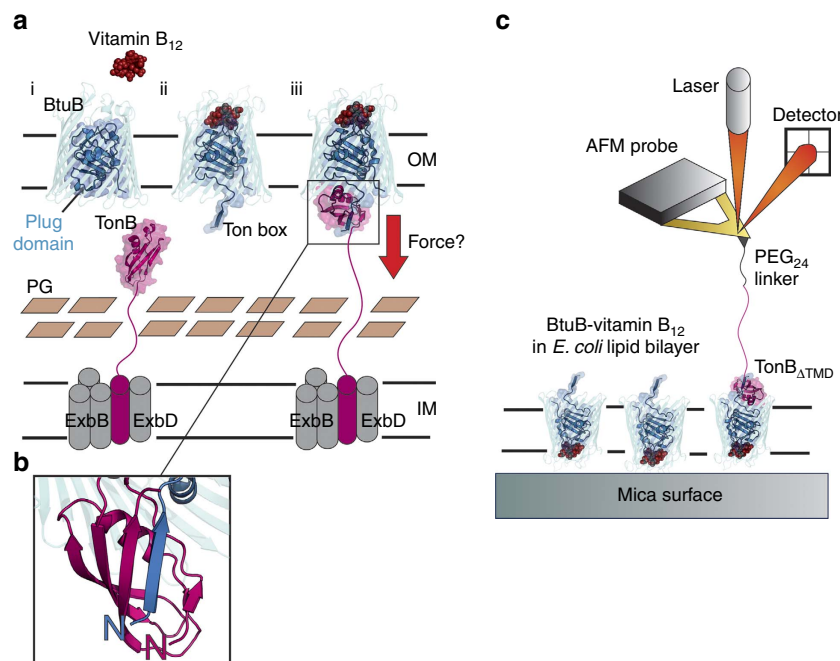 a
Vitamin B12
i
ii
iii
BtuB
OM
Plug
domain
TonB
Ton box
Force?
PG
ExbB
ExbD
ExbB
ExbD
IM
b
N
N
c
Laser
Detector
AFM probe
PEG24
linker
BtuB-vitamin B12
in E. coli lipid bilayer
TonBΔTMD
Mica surface